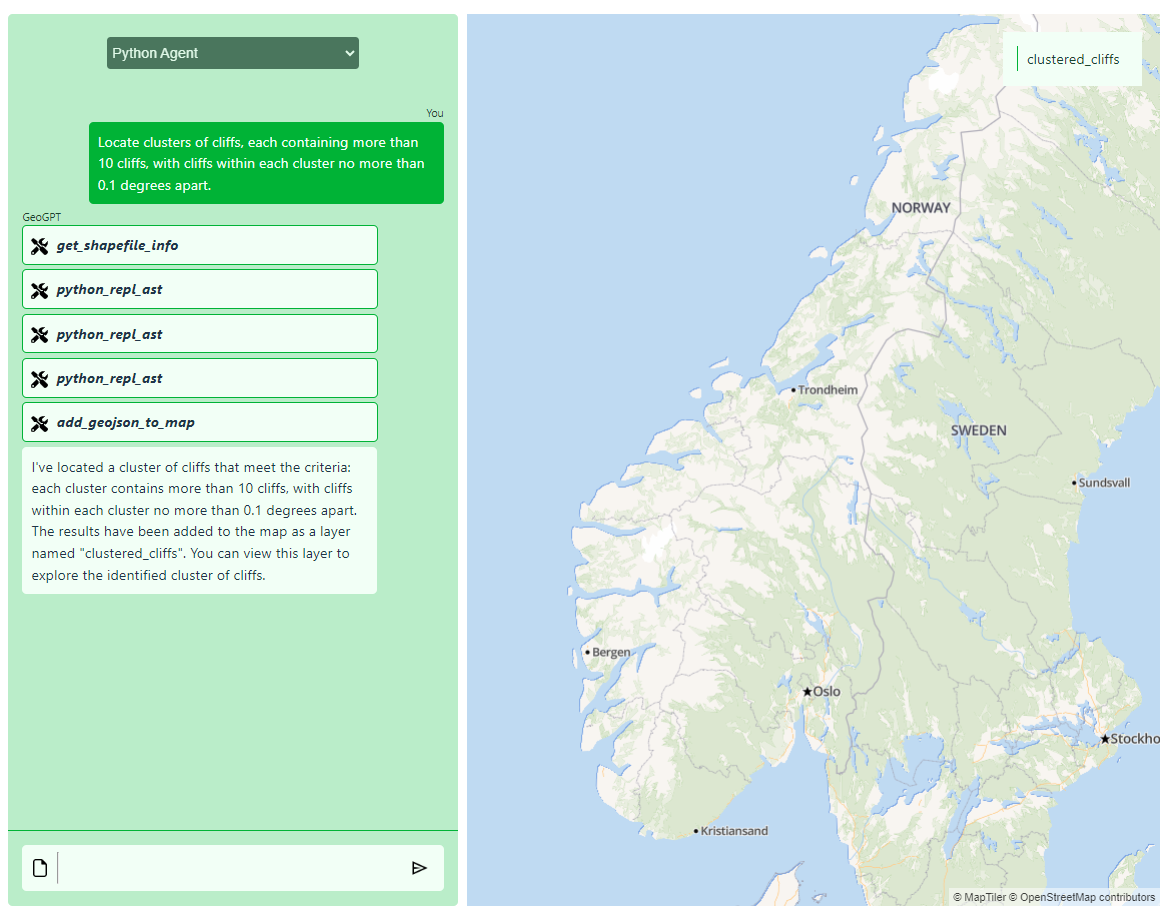 Python Agent
You
Locate clusters of cliffs, each containing more than
10 cliffs, with cliffs within each cluster no more than
0.1 degrees apart.
GeoGPT
get_shapefile_info
python_repl_ast
python_repl_ast
python_repl_ast
add_geojson_to_map
I've located a cluster of cliffs that meet the criteria:
each cluster contains more than 10 cliffs, with cliffs
within each cluster no more than 0.1 degrees apart.
The results have been added to the map as a layer
named "clustered_cliffs". You can view this layer to
explore the identified cluster of cliffs.
clustered_cliffs
NORWAY
Trondheim
SWEDEN
Sundsvall
Bergen
Oslo
Stockho
Kristiansand
© MapTiler © OpenStreetMap contributors